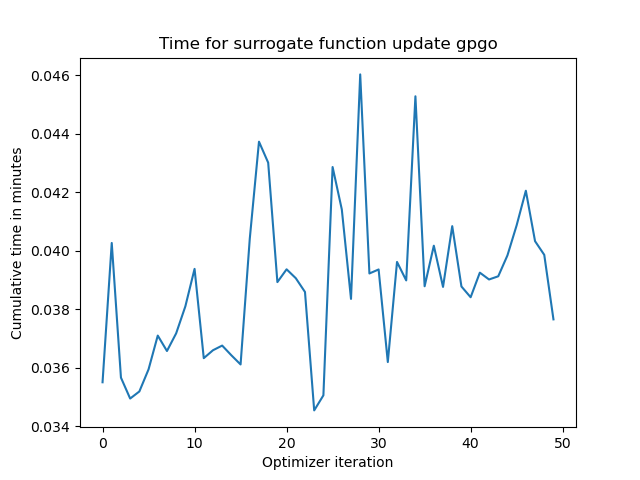 Time for surrogate function update gpgo
0.046
0.044
0.042
0.040
0.038
0.036
0.034
Cumulative time in minutes
0 10 20 30 40 50
Optimizer iteration